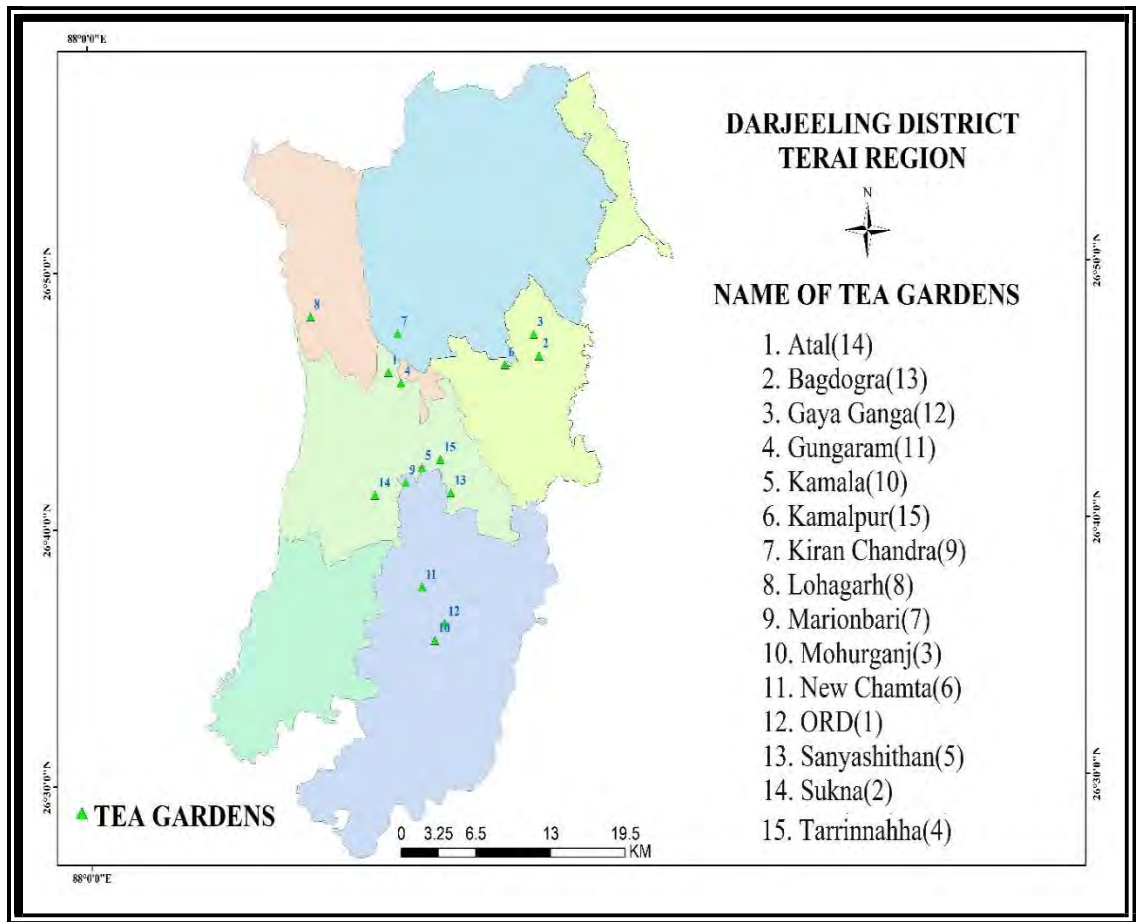 88°0'0"E
DARJEELING DISTRICT
TERAI REGION
N
26°50'0"N
26°50'0"N
NAME OF TEA GARDENS
1. Atal(14)
2. Bagdogra(13)
3. Gaya Ganga(12)
4. Gungaram(11)
5. Kamala(10)
6. Kamalpur(15)
7. Kiran Chandra(9)
8. Lohagarh(8)
9. Marionbari(7)
10. Mohurganj(3)
11. New Chamta(6)
12. ORD(1)
13. Sanyashithan(5)
14. Sukna(2)
15. Tarrinnahha(4)
8
7
3
2
6
1
4
15
5
9
14
13
11
12
10
26°40'0"N
26°40'0"N
26°30'0"N
26°30'0"N
TEA GARDENS
0 3.25 6.5 13 19.5
KM
88°0'0"E